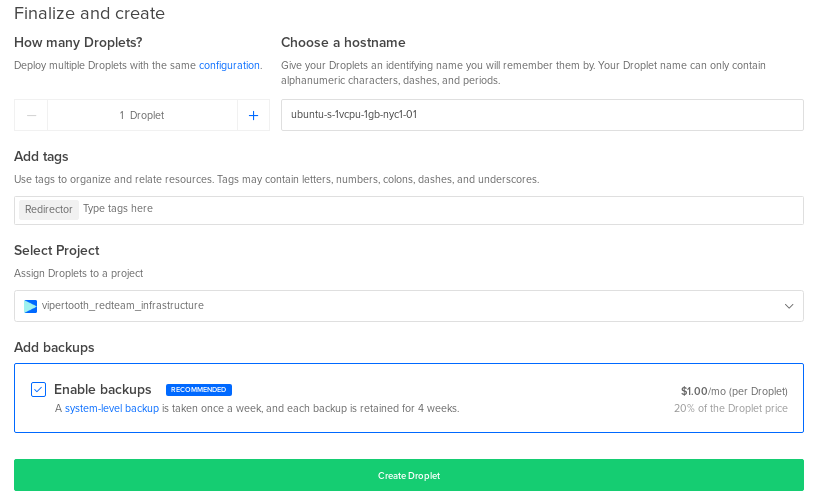 Finalize and create
How many Droplets?
Deploy multiple Droplets with the same configuration.
1 Droplet
Choose a hostname
Give your Droplets an identifying name you will remember them by. Your Droplet name can only contain
alphanumeric characters, dashes, and periods.
ubuntu-s-1vcpu-1gb-nyc1-01
Add tags
Use tags to organize and relate resources. Tags may contain letters, numbers, colons, dashes, and underscores.
Redirector Type tags here
Select Project
Assign Droplets to a project
vipertooth_redteam_infrastructure
Add backups
Enable backups RECOMMENDED
A system-level backup is taken once a week, and each backup is retained for 4 weeks.
$1.00/mo (per Droplet)
20% of the Droplet price
Create Droplet